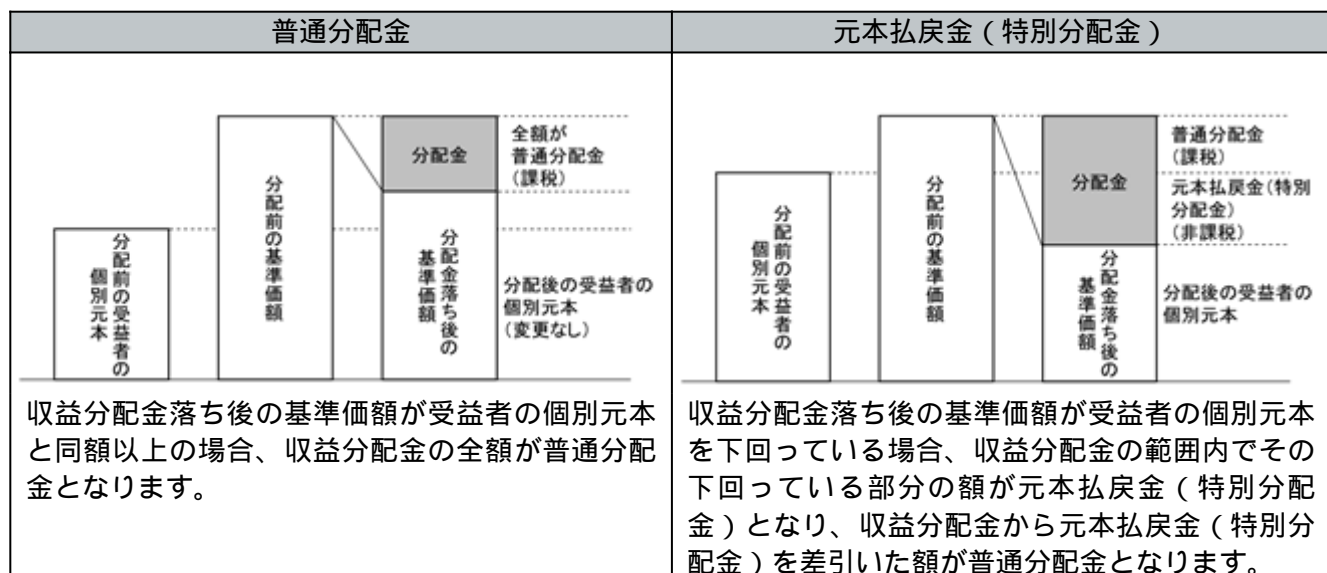 普通分配金
全額が
普通分配金
(課税)
分配金
分配前の受益者の
個別元本
分配前の基準価額
分配金落ち後の
基準価額
分配後の受益者の
個別元本
(変更なし)
収益分配金落ち後の基準価額が受益者の個別元本
と同額以上の場合、収益分配金の全額が普通分配
金となります。
元本払戻金(特別分配金)
普通分配金
(課税)
元本払戻金(特別
分配金)
(非課税)
分配金
分配前の受益者の
個別元本
分配前の基準価額
分配金落ち後の
基準価額
分配後の受益者の
個別元本
収益分配金落ち後の基準価額が受益者の個別元本
を下回っている場合、収益分配金の範囲内でその
下回っている部分の額が元本払戻金(特別分配
金)となり、収益分配金から元本払戻金(特別分
配金)を差引いた額が普通分配金となります。